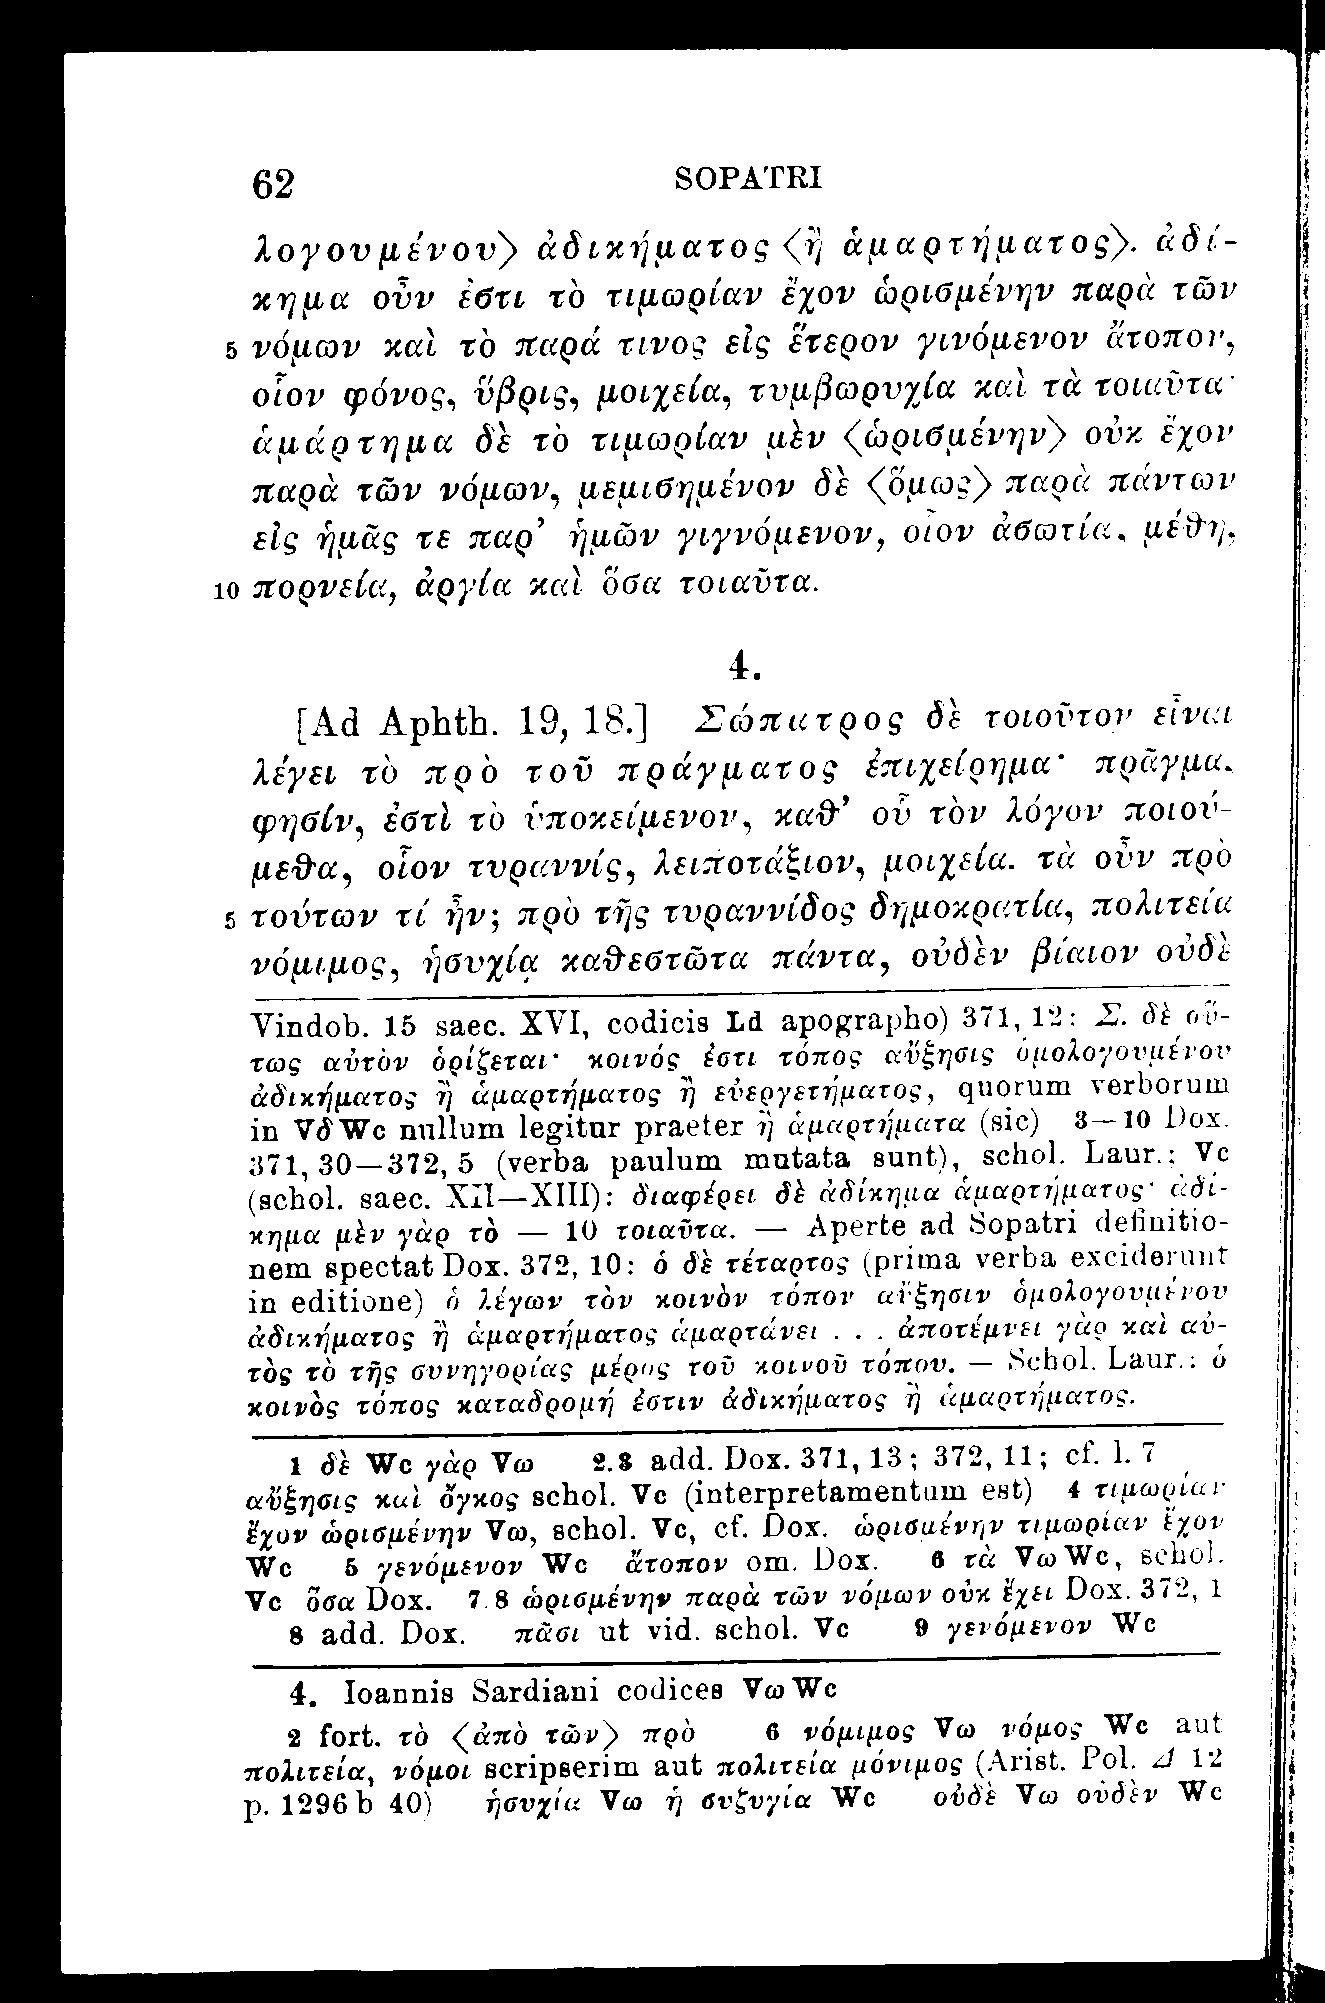 62 SOPATRI
λογουμένου⟩ ἀδικήματος ⟨ἢ ἁμαρτήματος⟩. ἀδί-
κημα οὖν ἐστι τὸ τιμωρίαν ἔχον ὡρισμένην παρὰ τῶν
5 νόμων καὶ τὸ παρά τινος εἰς ἕτερον γινόμενον ἄτοπον,
οἷον φόνος, ὕβρις, μοιχεία, τυμβωρυχία καὶ τὰ τοιαῦτα·
ἁμάρτημα δὲ τὸ τιμωρίαν μὲν ⟨ὡρισμένην⟩ οὐκ ἔχον
παρὰ τῶν νόμων, μεμισημένον δὲ ⟨ὅμως⟩ παρὰ πάντων
εἰς ἡμᾶς τε παρ’ ἡμῶν γιγνόμενον, οἷον ἀσωτία, μέθη,
10 πορνεία, ἀργία καὶ ὅσα τοιαῦτα.
4.
[Ad Aphth. 19, 18.] Σώπατρος δὲ τοιοῦτον εἶναι
λέγει τὸ πρὸ τοῦ πράγματος ἐπιχείρημα· πρᾶγμα,
φησίν, ἐστὶ τὸ ὑποκείμενον, καθ’ οὗ τὸν λόγον ποιού-
μεθα, οἷον τυραννίς, λειποτάξιον, μοιχεία. τὰ οὖν πρὸ
5 τούτων τί ἦν; πρὸ τῆς τυραννίδος δημοκρατία, πολιτεία
νόμιμος, ἡσυχίᾳ καθεστῶτα πάντα, οὐδὲν βίαιον οὐδὲ
Vindob. 15 saec. XVI, codicis Ld apographo) 371, 12: Σ. δὲ οὕ-
τως αὐτὸν ὁρίζεται· κοινός ἐστι τόπος αὔξησις ὁμολογουμένου
ἀδικήματος ἢ ἁμαρτήματος ἢ εὐεργετήματος, quorum verborum
in VδWc nullum legitur praeter ἢ ἁμαρτήματα (sic) 3—10 Dox.
371, 30—372, 5 (verba paulum mutata sunt), schol. Laur.: Vc
(schol. saec. XII—XIII): διαφέρει δὲ ἀδίκημα ἁμαρτήματος· ἀδί-
κημα μὲν γὰρ τὸ — 10 τοιαῦτα. — Aperte ad Sopatri definitio-
nem spectat Dox. 372, 10: ὁ δὲ τέταρτος (prima verba exciderunt
in editione) ὁ λέγων τὸν κοινὸν τόπον αὔξησιν ὁμολογουμένου
ἀδικήματος ἢ ἁμαρτήματος ἁμαρτάνει . . . ἀποτέμνει γὰρ καὶ αὐ-
τὸς τὸ τῆς συνηγορίας μέρος τοῦ κοινοῦ τόπου. — Schol. Laur.: ὁ
κοινὸς τόπος καταδρομή ἐστιν ἀδικήματος ἢ ἁμαρτήματος.
1 δὲ Wc γὰρ Vω 2.3 add. Dox. 371, 13; 372, 11; cf. l. 7
αὔξησις καὶ ὄγκος schol. Vc (interpretamentum est) 4 τιμωρίαν
ἔχον ὡρισμένην Vω, schol. Vc, cf. Dox. ὡρισμένην τιμωρίαν ἔχον
Wc 5 γενόμενον Wc ἄτοπον om. Dox. 6 τὰ VωWc, schol.
Vc ὅσα Dox. 7.8 ὡρισμένην παρὰ τῶν νόμων οὐκ ἔχει Dox. 372, 1
8 add. Dox. πᾶσι ut vid. schol. Vc 9 γενόμενον Wc
4. Ioannis Sardiani codices VωWc
2 fort. τὸ ⟨ἀπὸ τῶν⟩ πρὸ 6 νόμιμος Vω νόμος Wc aut
πολιτεία, νόμοι scripserim aut πολιτεία μόνιμος (Arist. Pol. Δ 12
p. 1296 b 40) ἡσυχία Vω ἡ συζυγία Wc οὐδὲ Vω οὐδὲν Wc